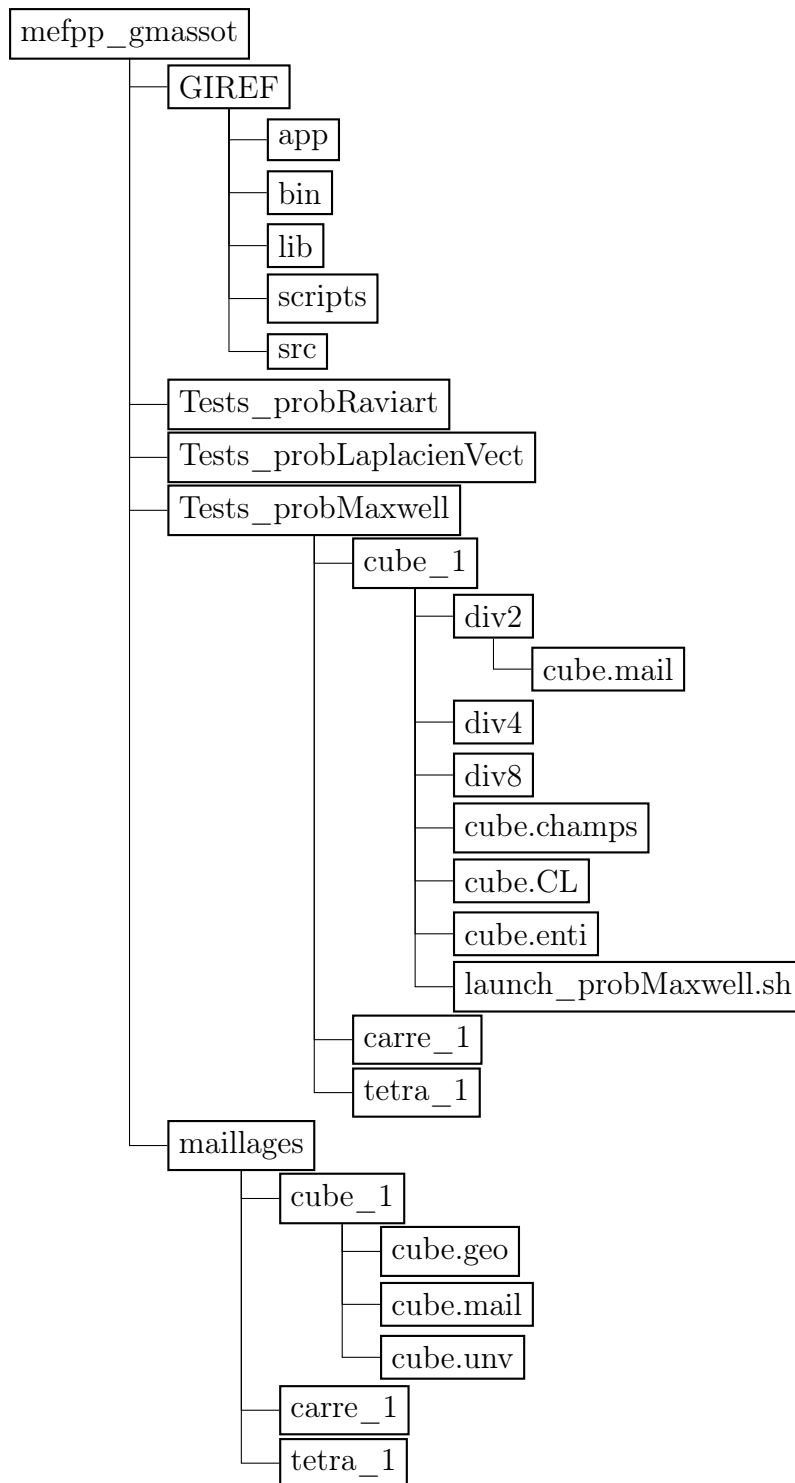 mefpp_gmassot
GIREF
app
bin
lib
scripts
src
Tests_probRaviart
Tests_probLaplacienVect
Tests_probMaxwell
cube_1
div2
cube.mail
div4
div8
cube.champs
cube.CL
cube.enti
launch_probMaxwell.sh
carre_1
tetra_1
maillages
cube_1
cube.geo
cube.mail
cube.unv
carre_1
tetra_1